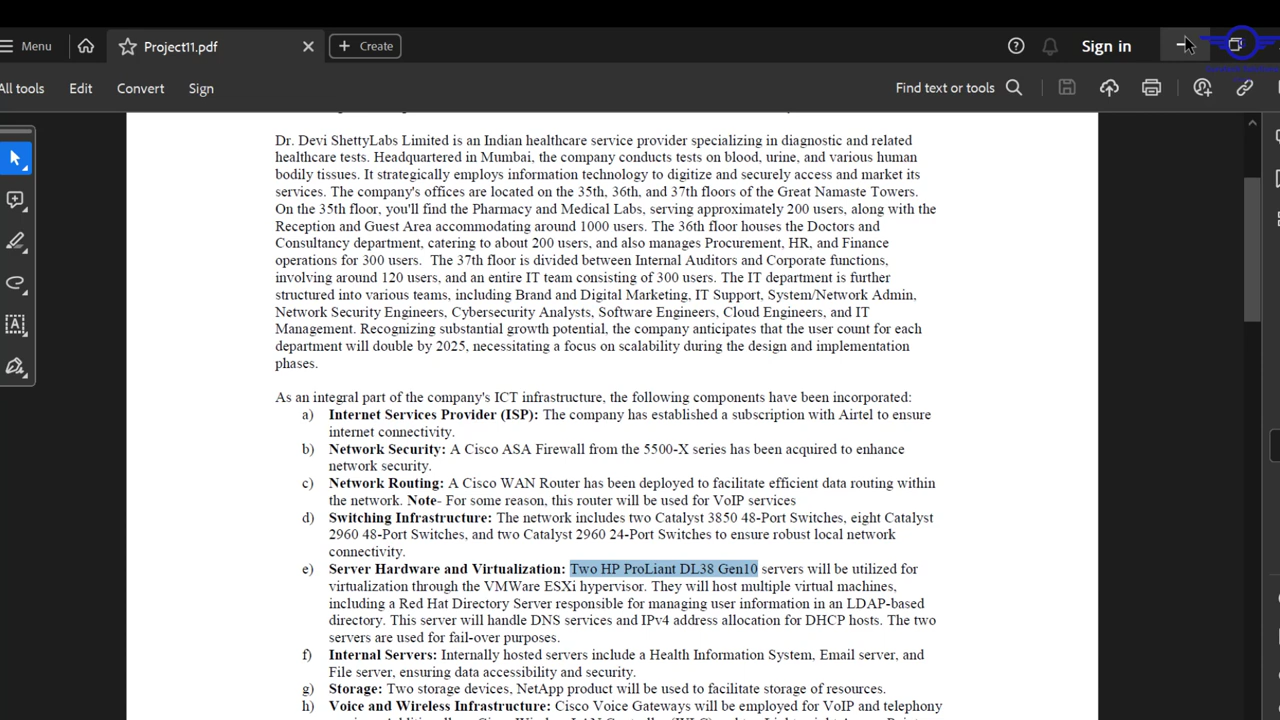 Menu
Project11.pdf
Create
Sign in
All tools
Edit
Convert
Sign
Find text or tools
Dr. Devi ShettyLabs Limited is an Indian healthcare service provider specializing in diagnostic and related
healthcare tests. Headquartered in Mumbai, the company conducts tests on blood, urine, and various human
bodily tissues. It strategically employs information technology to digitize and securely access and market its
services. The company's offices are located on the 35th, 36th, and 37th floors of the Great Namaste Towers.
On the 35th floor, you'll find the Pharmacy and Medical Labs, serving approximately 200 users, along with the
Reception and Guest Area accommodating around 1000 users. The 36th floor houses the Doctors and
Consultancy department, catering to about 200 users, and also manages Procurement, HR, and Finance
operations for 300 users. The 37th floor is divided between Internal Auditors and Corporate functions,
involving around 120 users, and an entire IT team consisting of 300 users. The IT department is further
structured into various teams, including Brand and Digital Marketing, IT Support, System/Network Admin,
Network Security Engineers, Cybersecurity Analysts, Software Engineers, Cloud Engineers, and IT
Management. Recognizing substantial growth potential, the company anticipates that the user count for each
department will double by 2025, necessitating a focus on scalability during the design and implementation
phases.
As an integral part of the company's ICT infrastructure, the following components have been incorporated:
a) Internet Services Provider (ISP): The company has established a subscription with Airtel to ensure
internet connectivity.
b) Network Security: A Cisco ASA Firewall from the 5500-X series has been acquired to enhance
network security.
c) Network Routing: A Cisco WAN Router has been deployed to facilitate efficient data routing within
the network. Note- For some reason, this router will be used for VoIP services
d) Switching Infrastructure: The network includes two Catalyst 3850 48-Port Switches, eight Catalyst
2960 48-Port Switches, and two Catalyst 2960 24-Port Switches to ensure robust local network
connectivity.
e) Server Hardware and Virtualization: Two HP ProLiant DL38 Gen10 servers will be utilized for
virtualization through the VMWare ESXi hypervisor. They will host multiple virtual machines,
including a Red Hat Directory Server responsible for managing user information in an LDAP-based
directory. This server will handle DNS services and IPv4 address allocation for DHCP hosts. The two
servers are used for fail-over purposes.
f) Internal Servers: Internally hosted servers include a Health Information System, Email server, and
File server, ensuring data accessibility and security.
g) Storage: Two storage devices, NetApp product will be used to facilitate storage of resources.
h) Voice and Wireless Infrastructure: Cisco Voice Gateways will be employed for VoIP and telephony